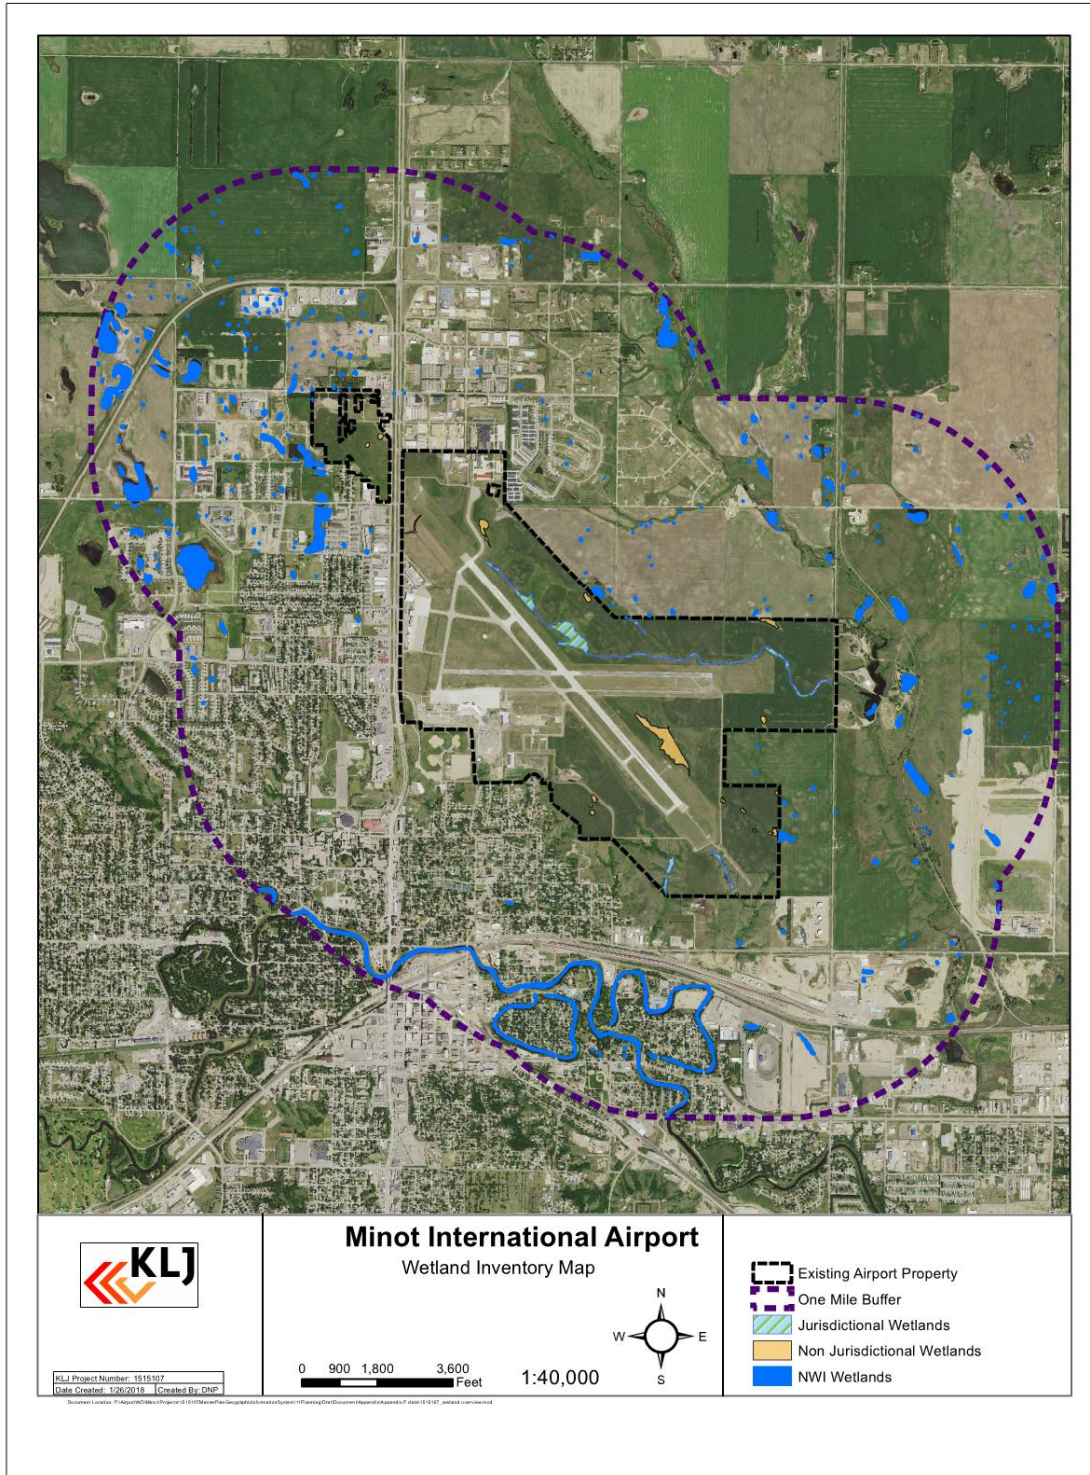 Minot International Airport
Wetland Inventory Map
KLJ
N
W
E
S
0 900 1,800 3,600
Feet
1:40,000
Existing Airport Property
One Mile Buffer
Jurisdictional Wetlands
Non Jurisdictional Wetlands
NWI Wetlands
KLJ Project Number: 1515107
Date Created: 1/26/2018 Created By: DNP
Document Location: